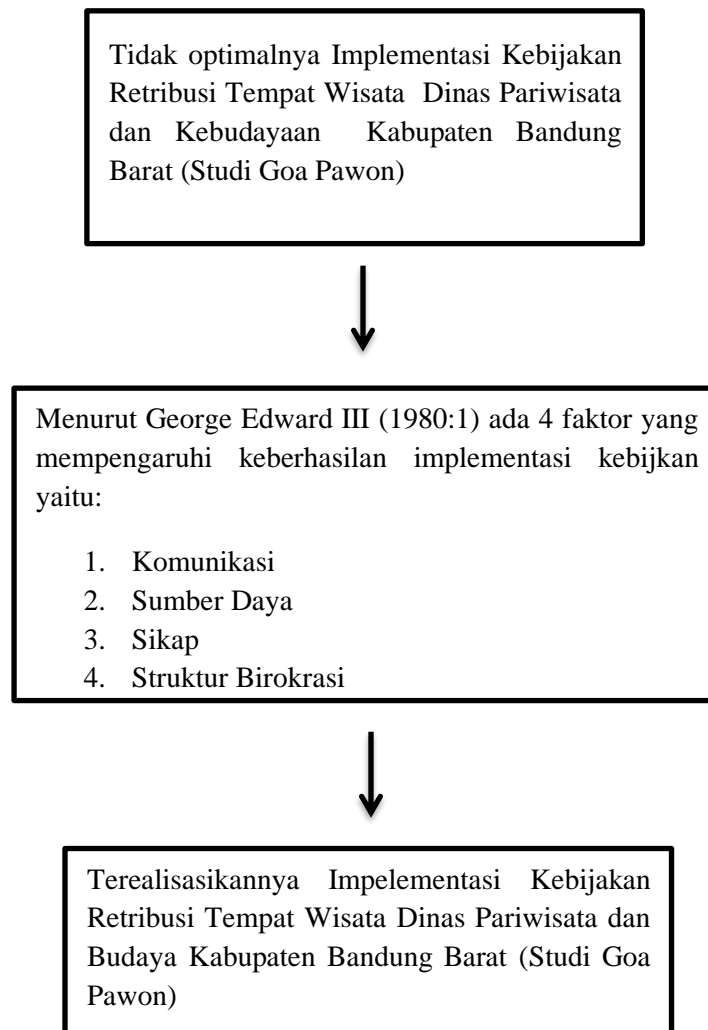 Tidak optimalnya Implementasi Kebijakan
Retribusi Tempat Wisata Dinas Pariwisata
dan Kebudayaan Kabupaten Bandung
Barat (Studi Goa Pawon)
Menurut George Edward III (1980:1) ada 4 faktor yang
mempengaruhi keberhasilan implementasi kebijkan
yaitu:
1. Komunikasi
2. Sumber Daya
3. Sikap
4. Struktur Birokrasi
Terealisasikannya Impelementasi Kebijakan
Retribusi Tempat Wisata Dinas Pariwisata dan
Budaya Kabupaten Bandung Barat (Studi Goa
Pawon)